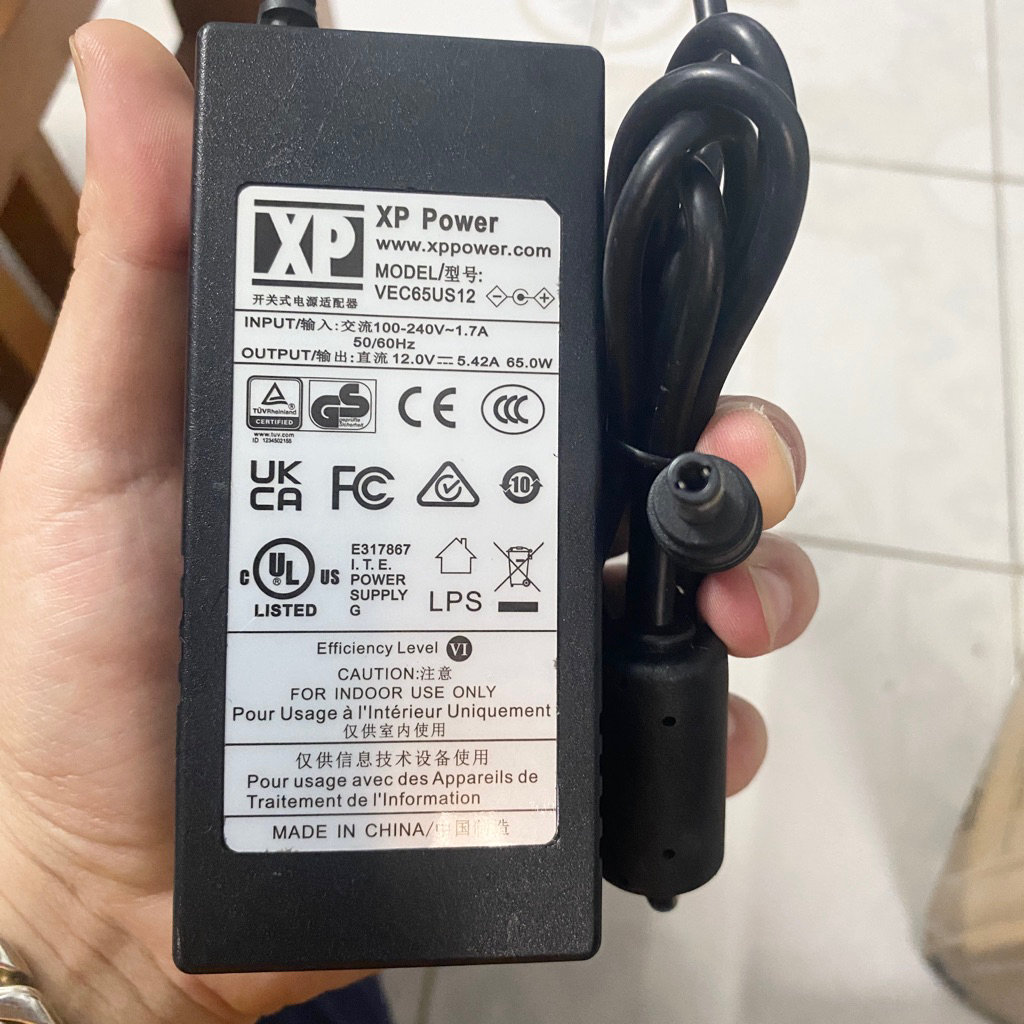 XP
XP Power
www.xppower.com
MODEL/型号:
VEC65US12
开关式电源适配器
INPUT/输入: 交流100-240V~1.7A
50/60Hz
OUTPUT/输出: 直流 12.0V⎓ 5.42A 65.0W
TÜVRheinland
CERTIFIED
www.tuv.com
ID 1234502155
GS
geprüfte
Sicherheit
CE
CCC
UK
CA
FC
10
C UL US
LISTED
E317867
I. T. E.
POWER
SUPPLY
G
LPS
Efficiency Level VI
CAUTION:注意
FOR INDOOR USE ONLY
Pour Usage à l'Intérieur Uniquement
仅供室内使用
仅供信息技术设备使用
Pour usage avec des Appareils de
Traitement de l'Information
MADE IN CHINA/中国制造